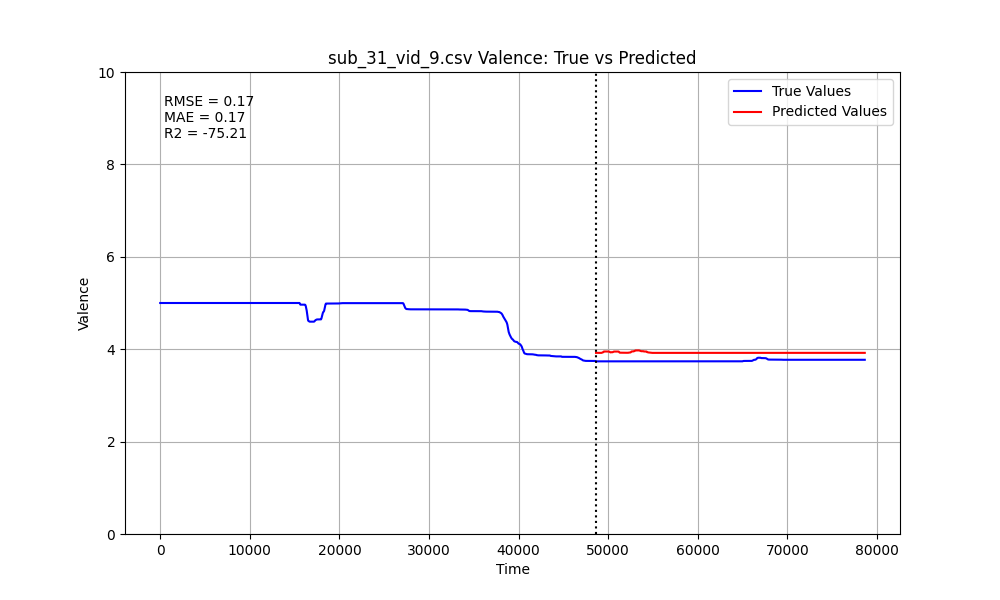 sub_31_vid_9.csv Valence: True vs Predicted
RMSE = 0.17
MAE = 0.17
R2 = -75.21
True Values
Predicted Values
Valence
10
8
6
4
2
0
0 10000 20000 30000 40000 50000 60000 70000 80000
Time